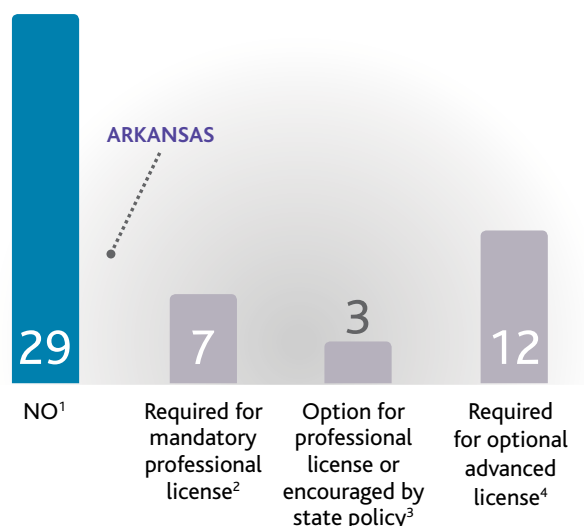 ARKANSAS
29
7
3
12
NO¹
Required for
mandatory
professional
license²
Option for
professional
license or
encouraged by
state policy³
Required
for optional
advanced
license⁴